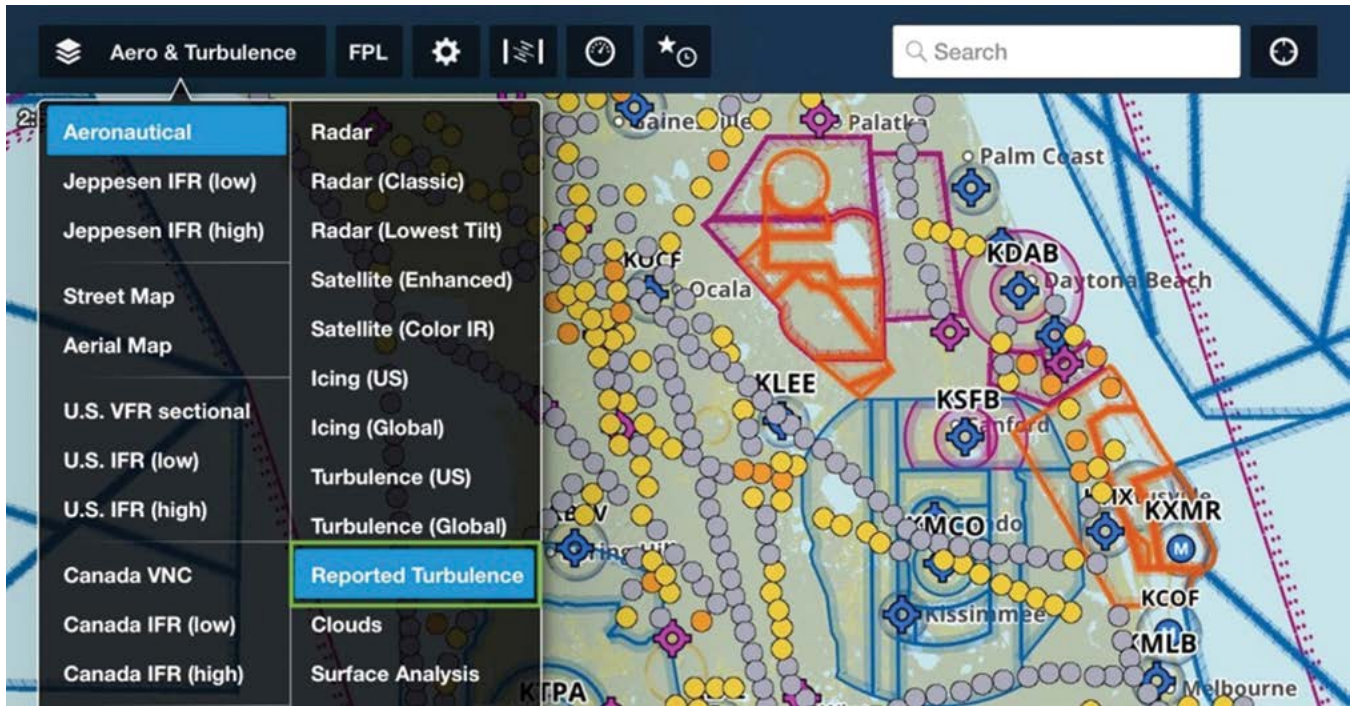 Aero & Turbulence
FPL
Search
Aeronautical
Jeppesen IFR (low)
Jeppesen IFR (high)
Street Map
Aerial Map
U.S. VFR sectional
U.S. IFR (low)
U.S. IFR (high)
Canada VNC
Canada IFR (low)
Canada IFR (high)
Radar
Radar (Classic)
Radar (Lowest Tilt)
Satellite (Enhanced)
Satellite (Color IR)
Icing (US)
Icing (Global)
Turbulence (US)
Turbulence (Global)
Reported Turbulence
Clouds
Surface Analysis
Palatka
Palm Coast
KDAB
Daytona Beach
KOCF
Ocala
KLEE
KSFB
Sanford
KXMR
M
KMCO
Kissimmee
KCOF
KMLB
Melbourne
KTPA